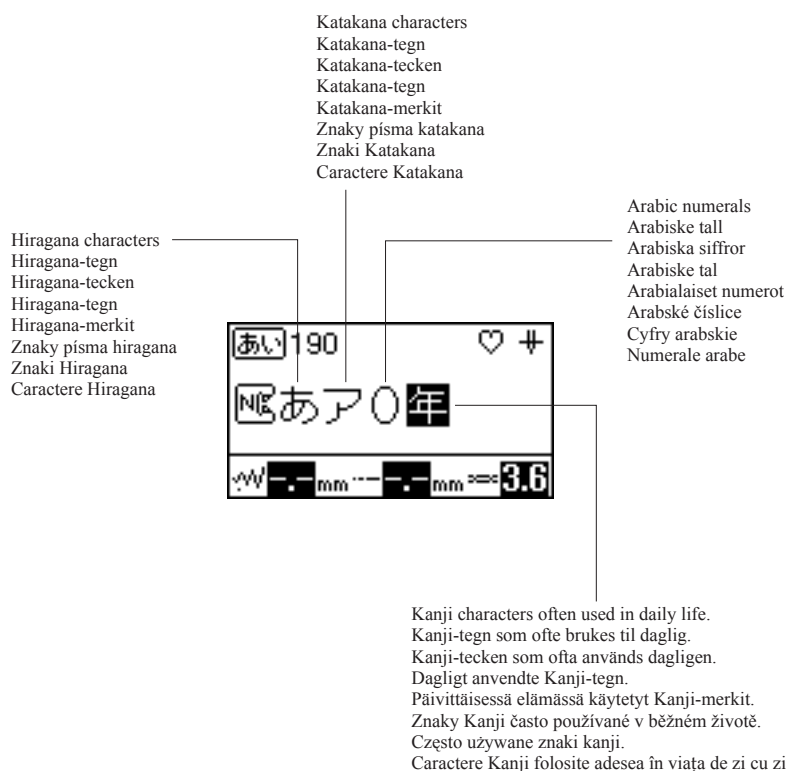 Katakana characters
Katakana-tegn
Katakana-tecken
Katakana-tegn
Katakana-merkit
Znaky písma katakana
Znaki Katakana
Caractere Katakana
Arabic numerals
Arabiske tall
Arabiska siffror
Arabiske tal
Arabialaiset numerot
Arabské číslice
Cyfry arabskie
Numerale arabe
Hiragana characters
Hiragana-tegn
Hiragana-tecken
Hiragana-tegn
Hiragana-merkit
Znaky písma hiragana
Znaki Hiragana
Caractere Hiragana
あい 190
あア0年
-.- mm -.- mm 3.6
Kanji characters often used in daily life.
Kanji-tegn som ofte brukes til daglig.
Kanji-tecken som ofta används dagligen.
Dagligt anvendte Kanji-tegn.
Päivittäisessä elämässä käytetyt Kanji-merkit.
Znaky Kanji často používané v běžném životě.
Często używane znaki kanji.
Caractere Kanji folosite adesea în viața de zi cu zi